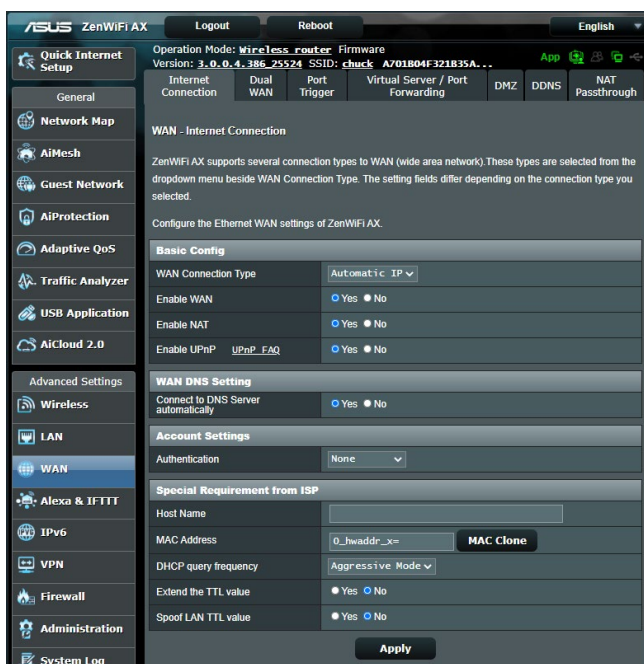 ASUS ZenWiFi AX Logout Reboot English
Quick Internet Setup
Operation Mode: Wireless router Firmware
Version: 3.0.0.4.386_25524 SSID: chuck A701B04F321B35A...
App
General
Network Map
AiMesh
Guest Network
AiProtection
Adaptive QoS
Traffic Analyzer
USB Application
AiCloud 2.0
Advanced Settings
Wireless
LAN
WAN
Alexa & IFTTT
IPv6
VPN
Firewall
Administration
System Log
Internet Connection
Dual WAN
Port Trigger
Virtual Server / Port Forwarding
DMZ
DDNS
NAT Passthrough
WAN - Internet Connection
ZenWiFi AX supports several connection types to WAN (wide area network).These types are selected from the
dropdown menu beside WAN Connection Type. The setting fields differ depending on the connection type you
selected.
Configure the Ethernet WAN settings of ZenWiFi AX.
Basic Config
WAN Connection Type Automatic IP
Enable WAN Yes No
Enable NAT Yes No
Enable UPnP UPnP FAQ Yes No
WAN DNS Setting
Connect to DNS Server automatically Yes No
Account Settings
Authentication None
Special Requirement from ISP
Host Name
MAC Address 0_hwaddr_x= MAC Clone
DHCP query frequency Aggressive Mode
Extend the TTL value Yes No
Spoof LAN TTL value Yes No
Apply